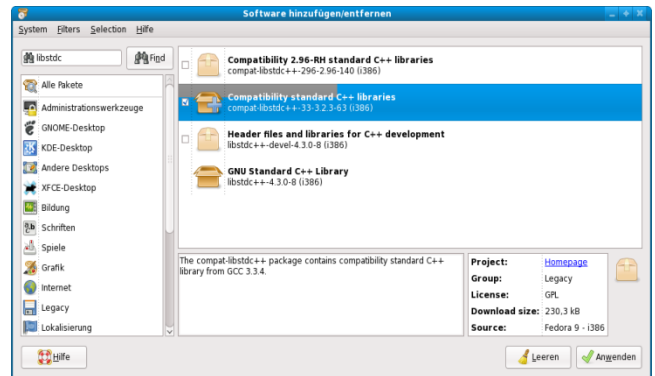 Software hinzufügen/entfernen
System Filters Selection Hilfe
libstdc Find
Alle Pakete
Administrationswerkzeuge
GNOME-Desktop
KDE-Desktop
Andere Desktops
XFCE-Desktop
Bildung
Schriften
Spiele
Grafik
Internet
Legacy
Lokalisierung
Compatibility 2.96-RH standard C++ libraries
compat-libstdc++-296-2.96-140 (i386)
Compatibility standard C++ libraries
compat-libstdc++-33-3.2.3-63 (i386)
Header files and libraries for C++ development
libstdc++-devel-4.3.0-8 (i386)
GNU Standard C++ Library
libstdc++-4.3.0-8 (i386)
The compat-libstdc++ package contains compatibility standard C++
library from GCC 3.3.4.
Project: Homepage
Group: Legacy
License: GPL
Download size: 230,3 kB
Source: Fedora 9 - i386
Hilfe
Leeren
Anwenden